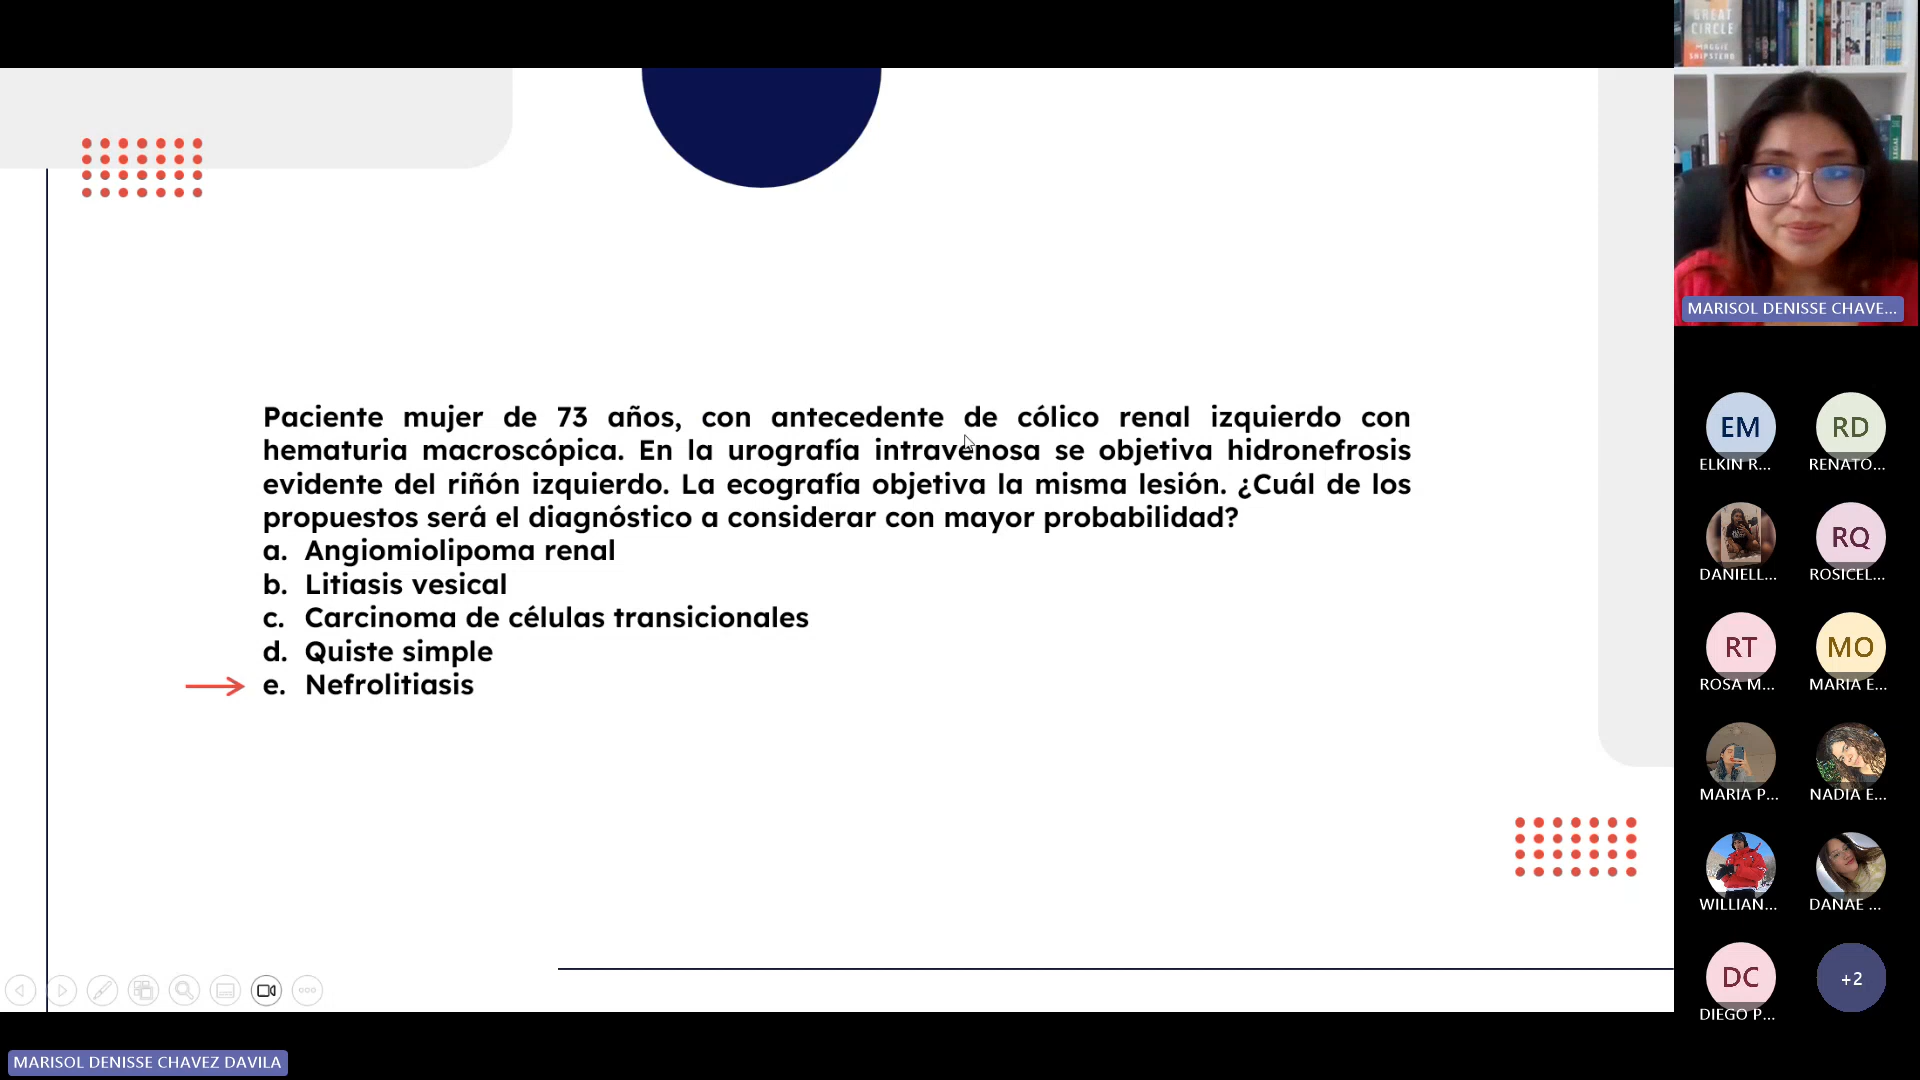 GREAT
CIRCLE
MAGGIE
SHIPSTEAD
MARISOL DENISSE CHAVE...
Paciente mujer de 73 años, con antecedente de cólico renal izquierdo con
hematuria macroscópica. En la urografía intravenosa se objetiva hidronefrosis
evidente del riñón izquierdo. La ecografía objetiva la misma lesión. ¿Cuál de los
propuestos será el diagnóstico a considerar con mayor probabilidad?
a. Angiomiolipoma renal
b. Litiasis vesical
c. Carcinoma de células transicionales
d. Quiste simple
e. Nefrolitiasis
EM
ELKIN R...
RD
RENATO...
DANIELL...
RQ
ROSICEL...
RT
ROSA M...
MO
MARIA E...
MARIA P...
NADIA E...
WILLIAN...
DANAE ...
DC
DIEGO P...
+2
MARISOL DENISSE CHAVEZ DAVILA